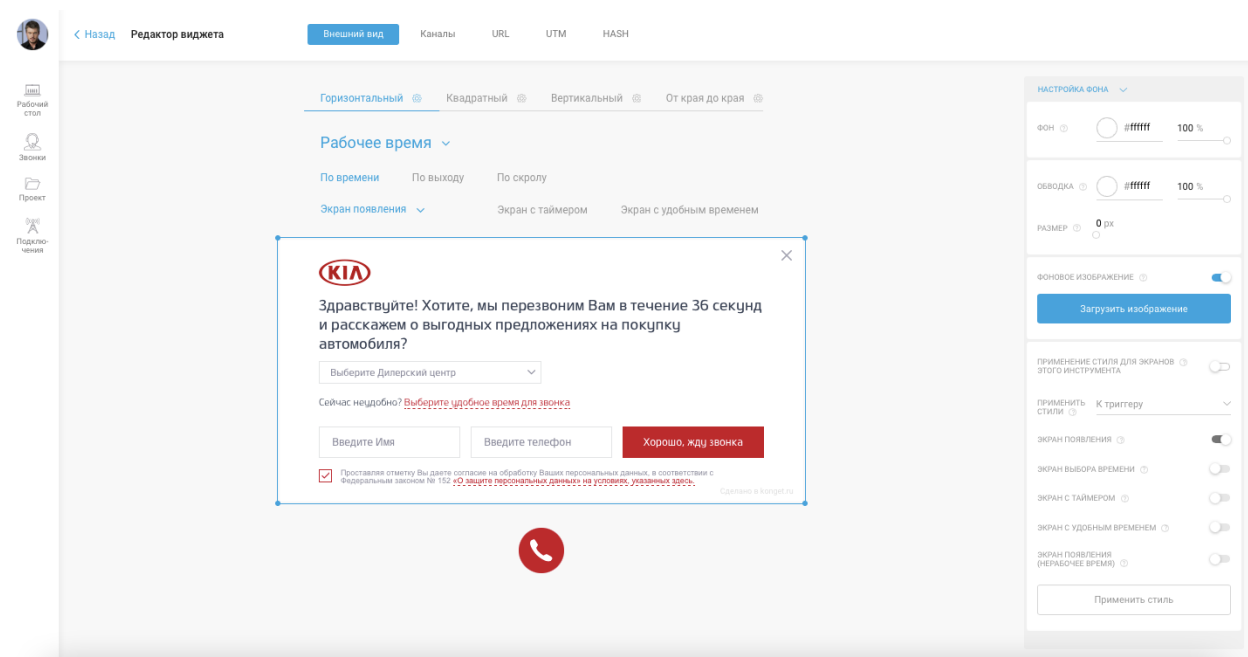 Назад Редактор виджета Внешний вид Каналы URL UTM HASH
Рабочий
стол
Звонки
Проект
Подклю-
чения
Горизонтальный Квадратный Вертикальный От края до края
Рабочее время
По времени По выходу По скролу
Экран появления Экран с таймером Экран с удобным временем
KIA
Здравствуйте! Хотите, мы перезвоним Вам в течение 36 секунд
и расскажем о выгодных предложениях на покупку
автомобиля?
Выберите Дилерский центр
Сейчас неудобно? Выберите удобное время для звонка
Введите Имя Введите телефон Хорошо, жду звонка
Проставляя отметку Вы даете согласие на обработку Ваших персональных данных, в соответствии с
Федеральным законом № 152 «О защите персональных данных» на условиях, указанных здесь.
Сделано в konget.ru
НАСТРОЙКА ФОНА
ФОН ? #ffffff 100 %
ОБВОДКА ? #ffffff 100 %
РАЗМЕР ? 0 px
ФОНОВОЕ ИЗОБРАЖЕНИЕ ?
Загрузить изображение
ПРИМЕНЕНИЕ СТИЛЯ ДЛЯ ЭКРАНОВ ?
ЭТОГО ИНСТРУМЕНТА
ПРИМЕНИТЬ
СТИЛИ ? К триггеру
ЭКРАН ПОЯВЛЕНИЯ ?
ЭКРАН ВЫБОРА ВРЕМЕНИ ?
ЭКРАН С ТАЙМЕРОМ ?
ЭКРАН С УДОБНЫМ ВРЕМЕНЕМ ?
ЭКРАН ПОЯВЛЕНИЯ
(НЕРАБОЧЕЕ ВРЕМЯ) ?
Применить стиль